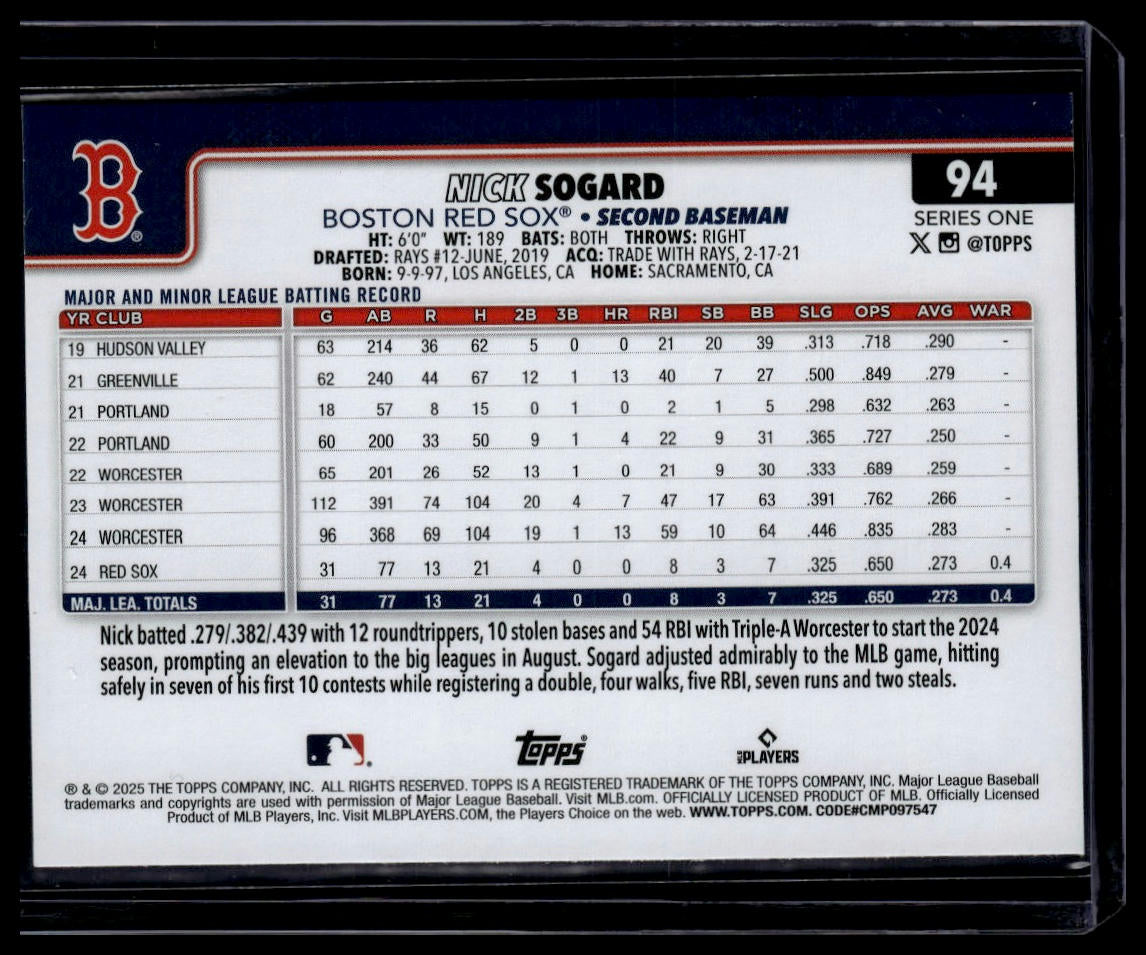 B®
94
NICK SOGARD
SERIES ONE
BOSTON RED SOX® • SECOND BASEMAN
X @TOPPS
HT: 6'0" WT: 189 BATS: BOTH THROWS: RIGHT
DRAFTED: RAYS #12-JUNE, 2019 ACQ: TRADE WITH RAYS, 2-17-21
BORN: 9-9-97, LOS ANGELES, CA HOME: SACRAMENTO, CA
MAJOR AND MINOR LEAGUE BATTING RECORD
YR CLUB G AB R H 2B 3B HR RBI SB BB SLG OPS AVG WAR
19 HUDSON VALLEY 63 214 36 62 5 0 0 21 20 39 .313 .718 .290 -
21 GREENVILLE 62 240 44 67 12 1 13 40 7 27 .500 .849 .279 -
21 PORTLAND 18 57 8 15 0 1 0 2 1 5 .298 .632 .263 -
22 PORTLAND 60 200 33 50 9 1 4 22 9 31 .365 .727 .250 -
22 WORCESTER 65 201 26 52 13 1 0 21 9 30 .333 .689 .259 -
23 WORCESTER 112 391 74 104 20 4 7 47 17 63 .391 .762 .266 -
24 WORCESTER 96 368 69 104 19 1 13 59 10 64 .446 .835 .283 -
24 RED SOX 31 77 13 21 4 0 0 8 3 7 .325 .650 .273 0.4
MAJ. LEA. TOTALS 31 77 13 21 4 0 0 8 3 7 .325 .650 .273 0.4
Nick batted .279/.382/.439 with 12 roundtrippers, 10 stolen bases and 54 RBI with Triple-A Worcester to start the 2024
season, prompting an elevation to the big leagues in August. Sogard adjusted admirably to the MLB game, hitting
safely in seven of his first 10 contests while registering a double, four walks, five RBI, seven runs and two steals.
Topps®
MLB PLAYERS
® & © 2025 THE TOPPS COMPANY, INC. ALL RIGHTS RESERVED. TOPPS IS A REGISTERED TRADEMARK OF THE TOPPS COMPANY, INC. Major League Baseball
trademarks and copyrights are used with permission of Major League Baseball. Visit MLB.com. OFFICIALLY LICENSED PRODUCT OF MLB. Officially Licensed
Product of MLB Players, Inc. Visit MLBPLAYERS.COM, the Players Choice on the web. WWW.TOPPS.COM. CODE#CMP097547